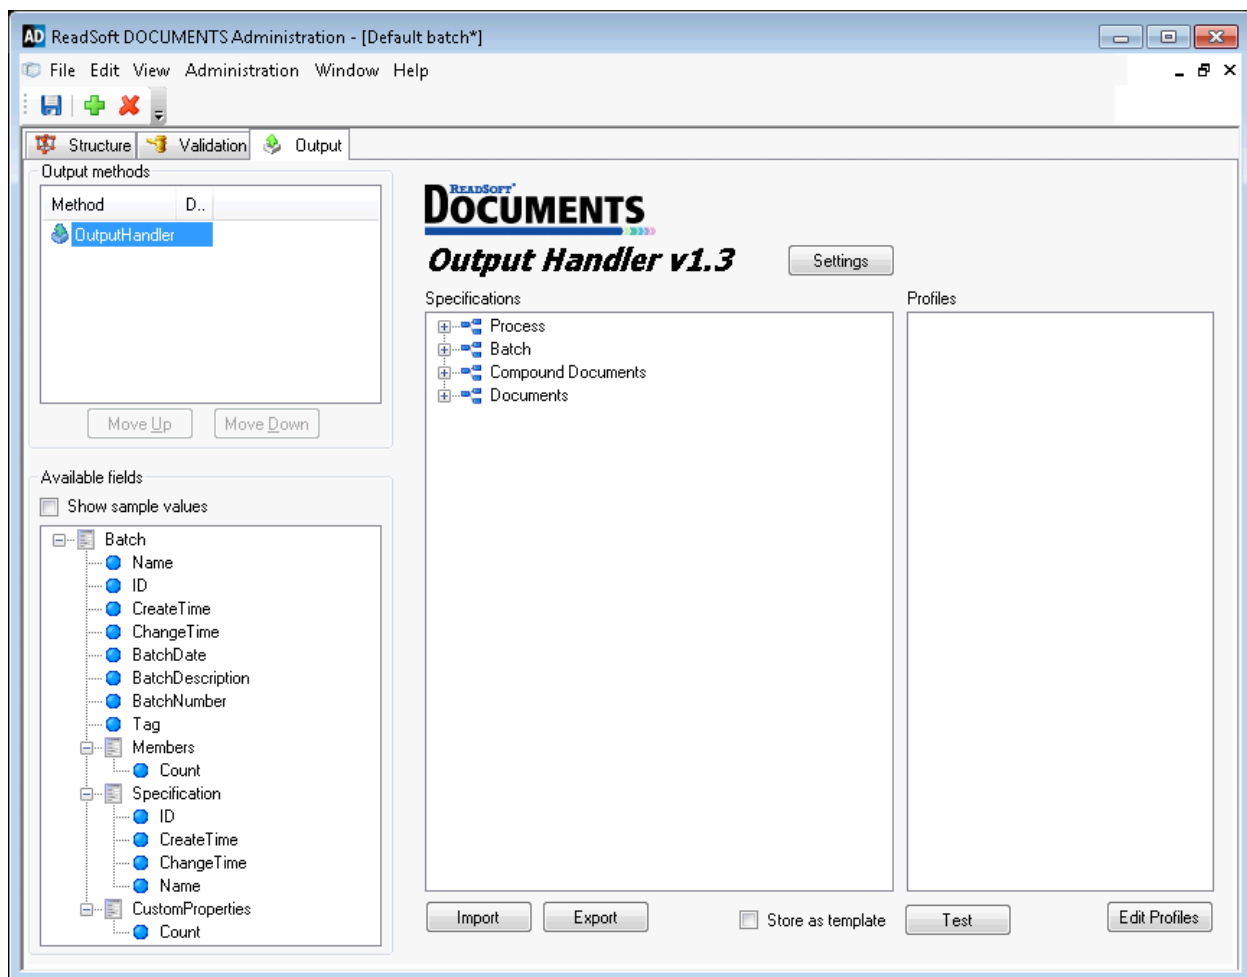 AD ReadSoft DOCUMENTS Administration - [Default batch*]
File Edit View Administration Window Help
Structure Validation Output
Output methods
Method D..
OutputHandler
Move Up Move Down
READSOFT
DOCUMENTS
Output Handler v1.3 Settings
Specifications
Process
Batch
Compound Documents
Documents
Profiles
Available fields
Show sample values
Batch
Name
ID
CreateTime
ChangeTime
BatchDate
BatchDescription
BatchNumber
Tag
Members
Count
Specification
ID
CreateTime
ChangeTime
Name
CustomProperties
Count
Import Export Store as template Test Edit Profiles